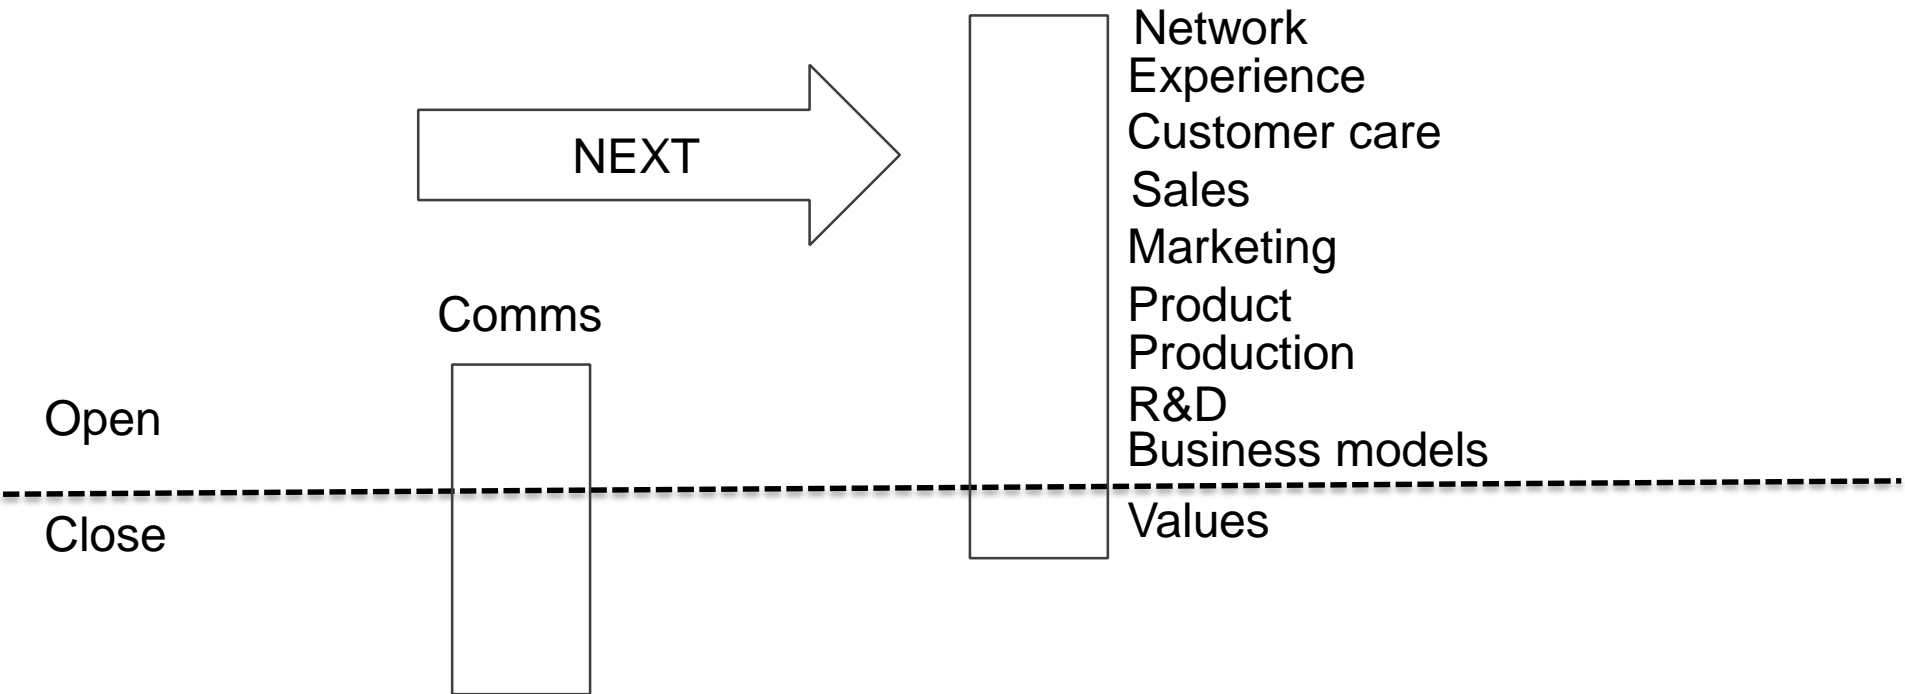 NEXT
Comms
Open
Close
Network
Experience
Customer care
Sales
Marketing
Product
Production
R&D
Business models
Values